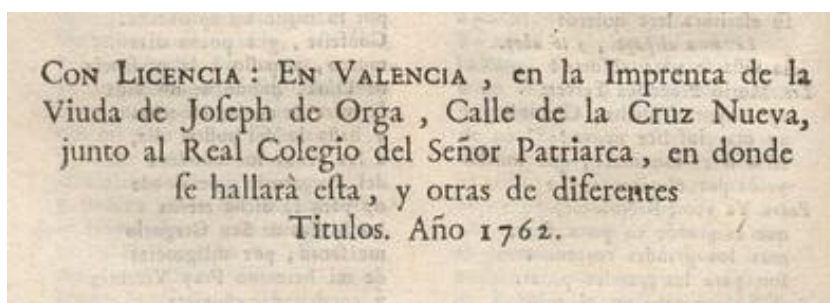 CON LICENCIA : EN VALENCIA , en la Imprenta de la
Viuda de Joſeph de Orga , Calle de la Cruz Nueva,
junto al Real Colegio del Señor Patriarca , en donde
ſe hallarà eſta , y otras de diferentes
Titulos. Año 1762.